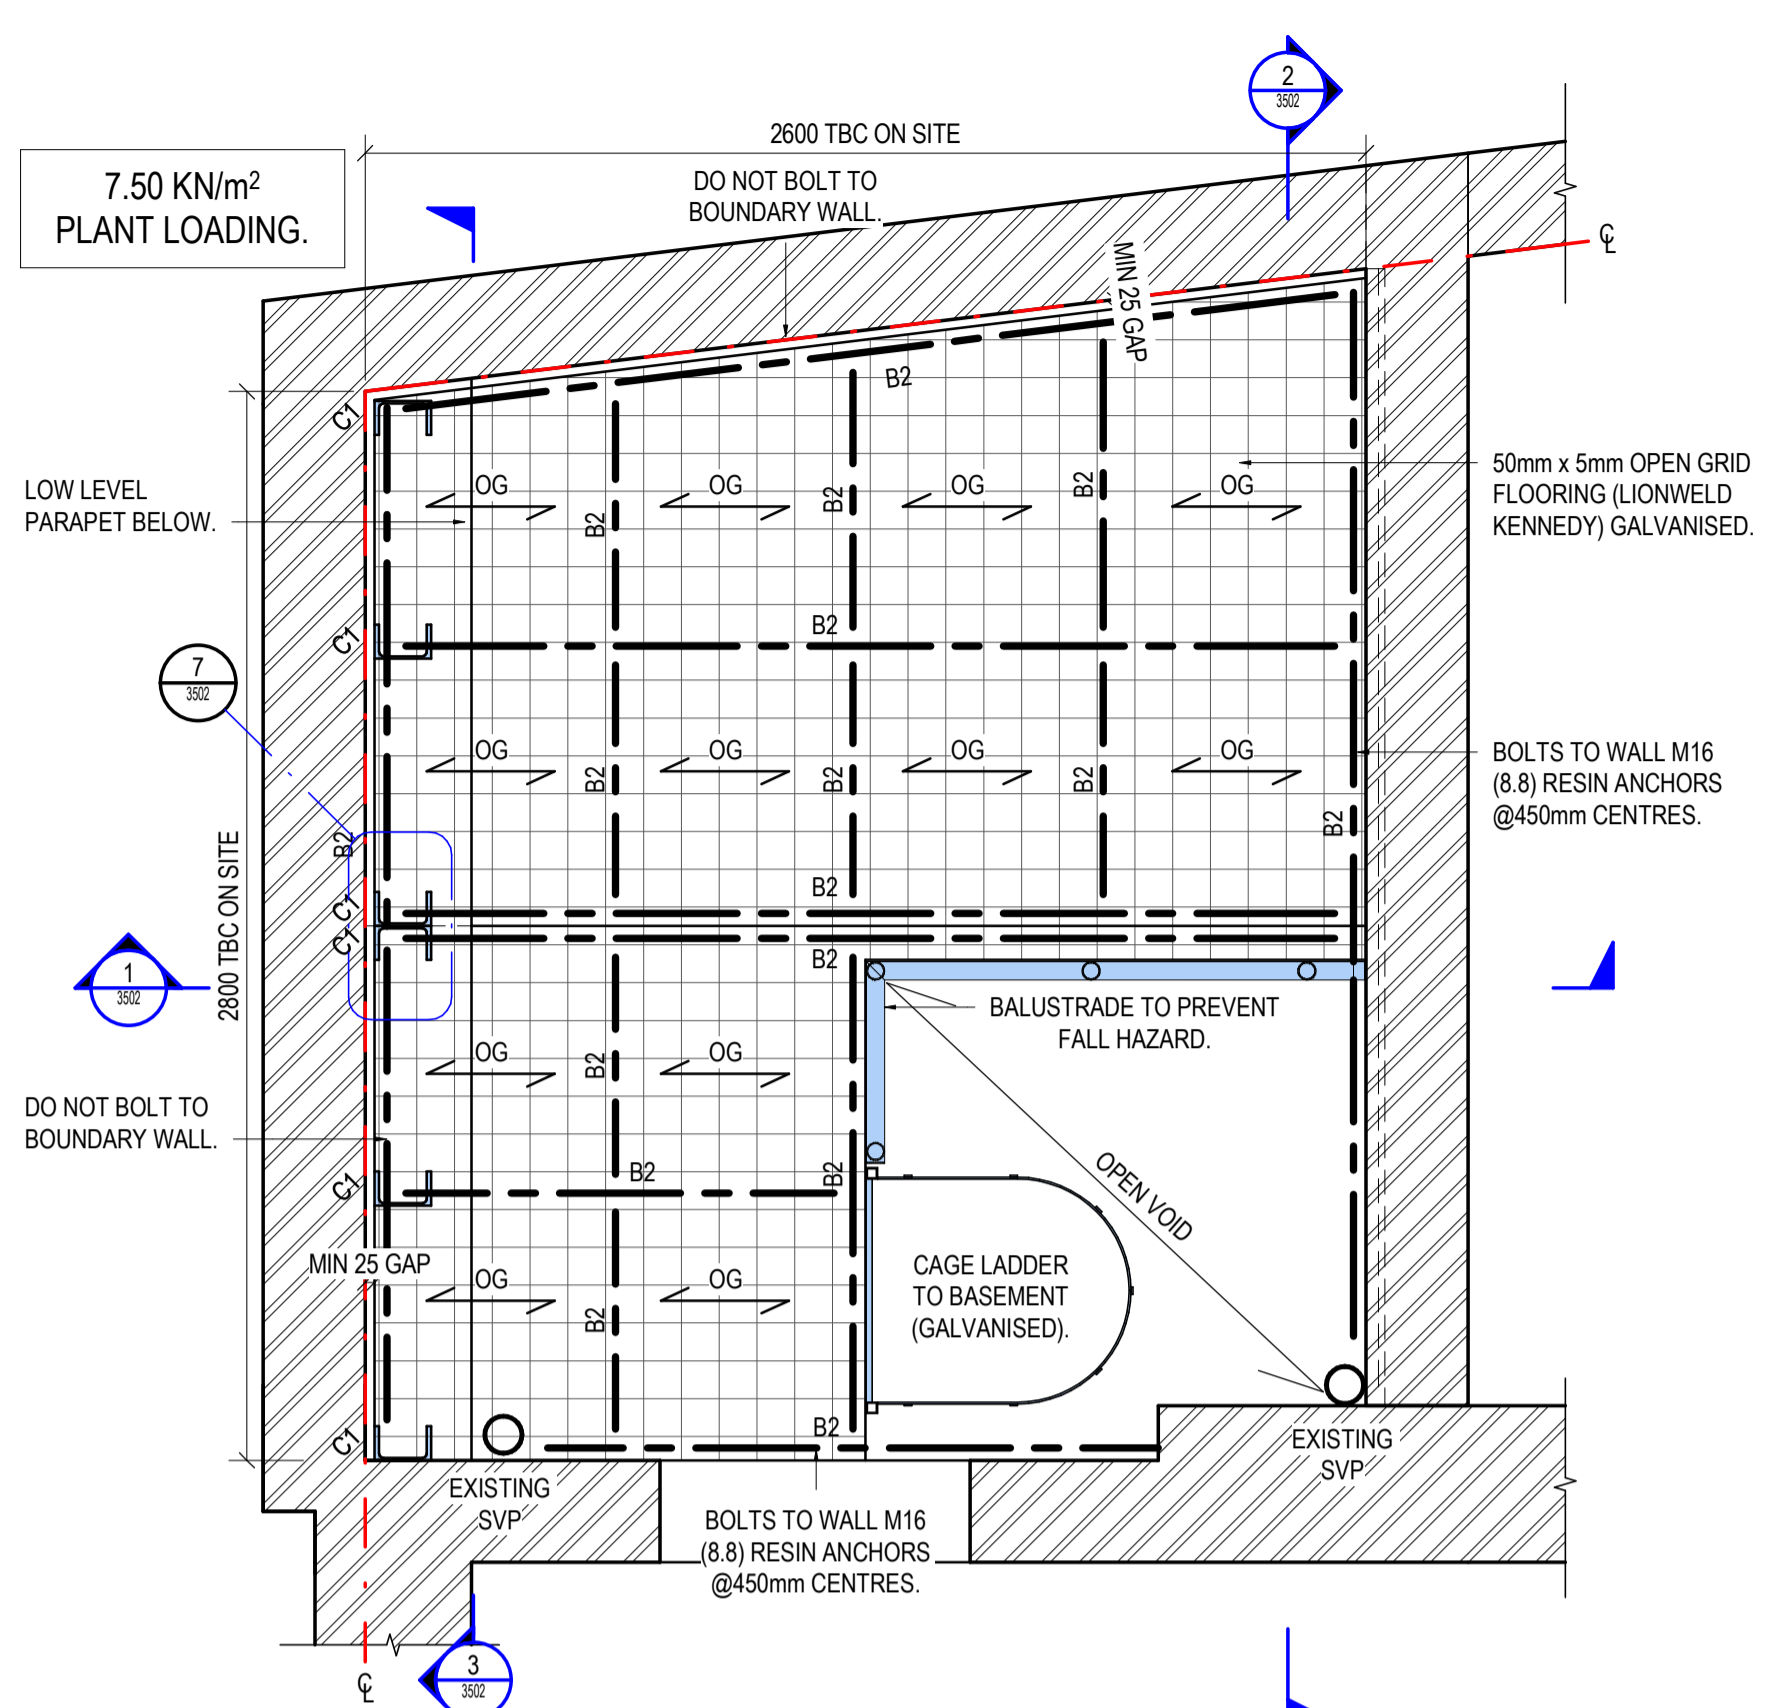 2
3502
2600 TBC ON SITE
7.50 KN/m²
PLANT LOADING.
DO NOT BOLT TO
BOUNDARY WALL.
℄
MIN 25 GAP
B2
C1
50mm x 5mm OPEN GRID
FLOORING (LIONWELD
KENNEDY) GALVANISED.
LOW LEVEL
PARAPET BELOW.
OG
OG
OG
OG
B2
B2
B2
B2
C1
7
3502
OG
OG
OG
OG
BOLTS TO WALL M16
(8.8) RESIN ANCHORS
@450mm CENTRES.
B2
B2
B2
B2
B2
2800 TBC ON SITE
B2
C1
C1
B2
1
3502
BALUSTRADE TO PREVENT
FALL HAZARD.
OG
OG
B2
DO NOT BOLT TO
BOUNDARY WALL.
B2
B2
C1
OPEN VOID
MIN 25 GAP
OG
OG
CAGE LADDER
TO BASEMENT
(GALVANISED).
B2
B2
C1
EXISTING
SVP
EXISTING
SVP
BOLTS TO WALL M16
(8.8) RESIN ANCHORS
@450mm CENTRES.
3
3502
℄